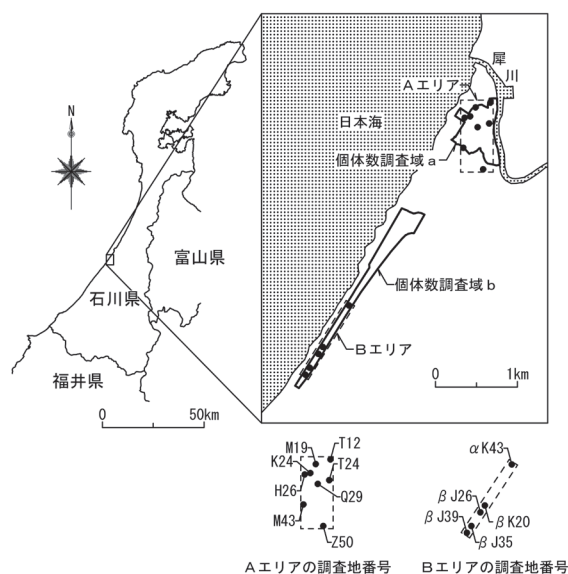 N
富山県
石川県
福井県
0 50km
犀川
Aエリア
日本海
個体数調査域a
個体数調査域b
Bエリア
0 1km
M19
T12
K24
T24
H26
Q29
M43
Z50
Aエリアの調査地番号
αK43
βJ26
βK20
βJ39
βJ35
Bエリアの調査地番号